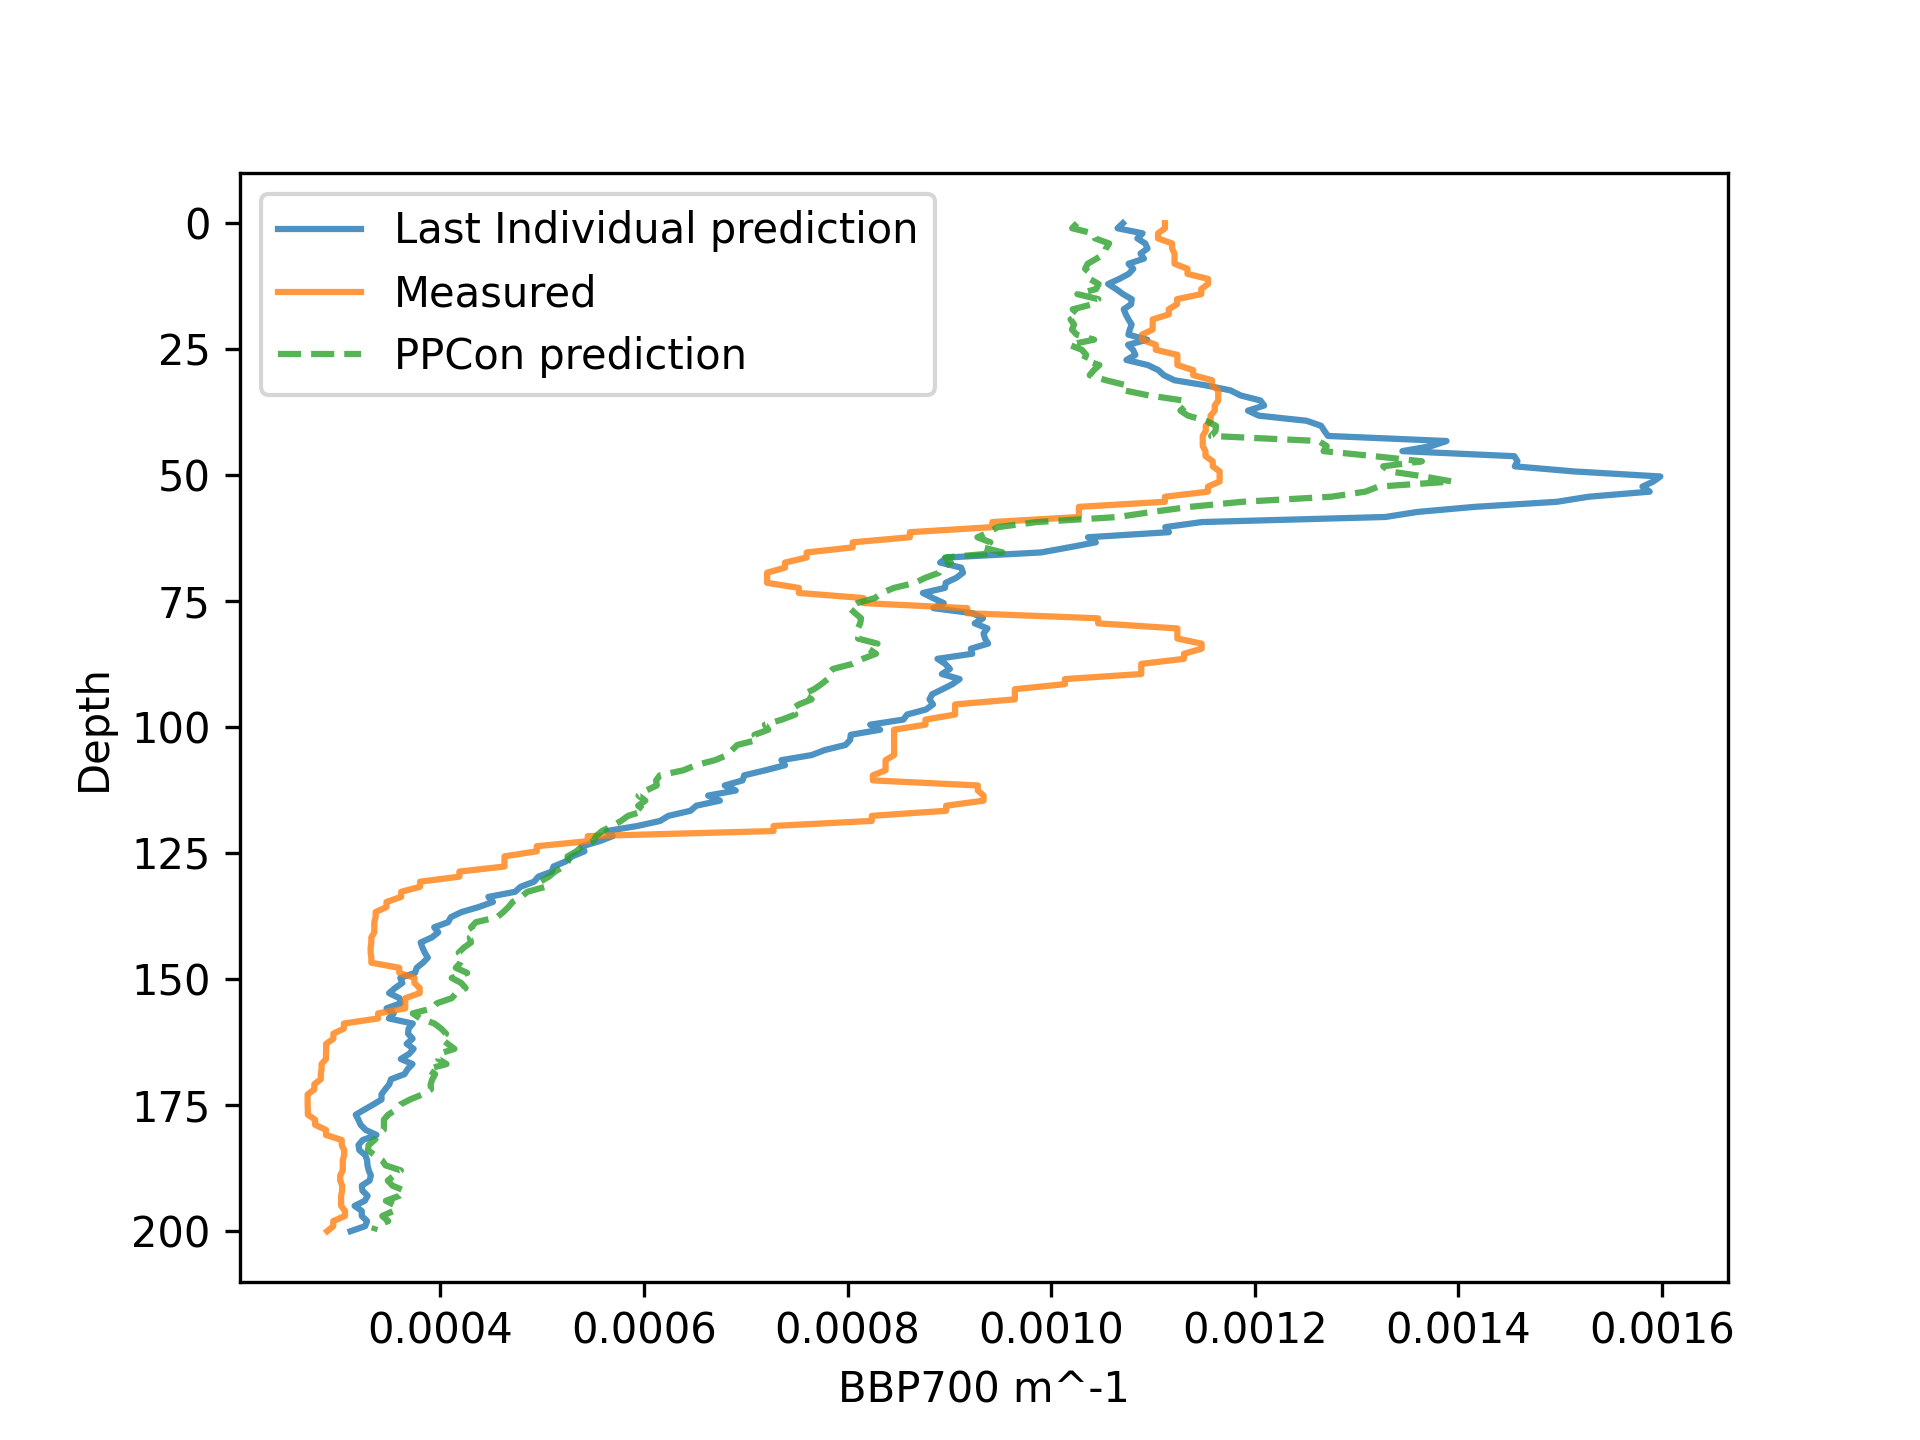 Last Individual prediction
Measured
PPCon prediction
0
25
50
75
100
125
150
175
200
Depth
0.0004 0.0006 0.0008 0.0010 0.0012 0.0014 0.0016
BBP700 m^-1